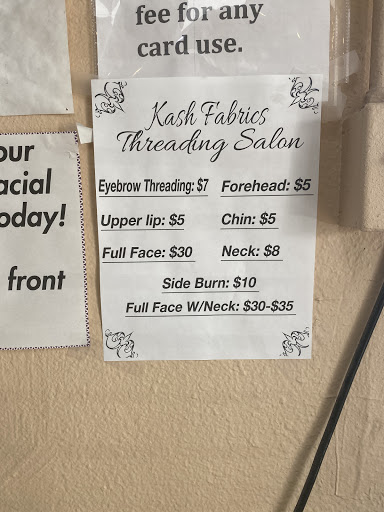 fee for any
card use.
Kash Fabrics
Threading Salon
Eyebrow Threading: $7 Forehead: $5
Upper lip: $5 Chin: $5
Full Face: $30 Neck: $8
Side Burn: $10
Full Face W/Neck: $30-$35
our
acial
oday!
front